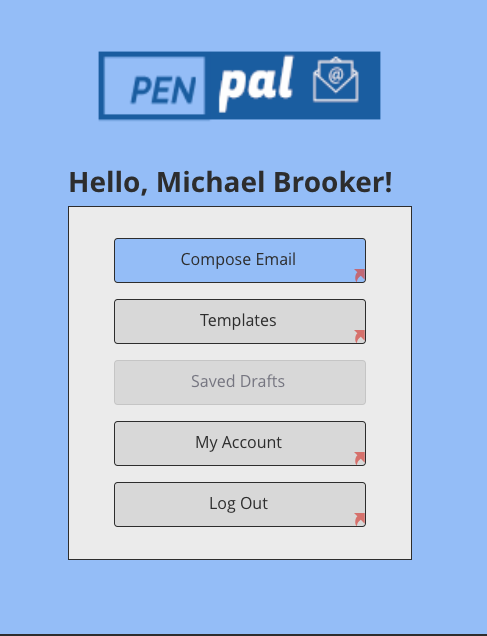 PEN pal @
Hello, Michael Brooker!
Compose Email
Templates
Saved Drafts
My Account
Log Out